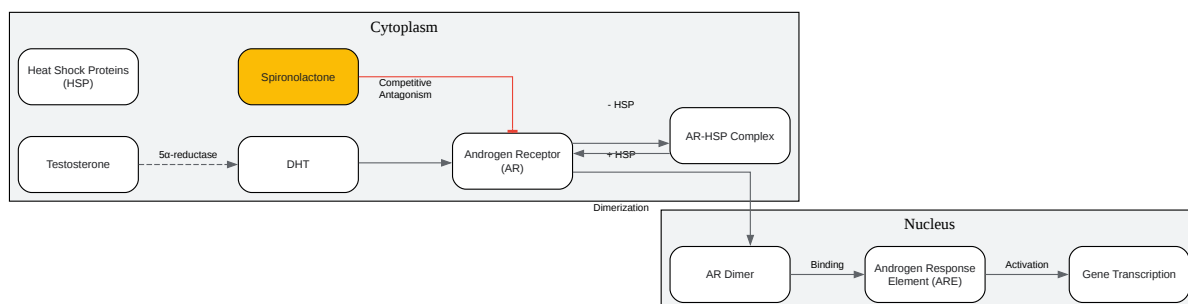 Cytoplasm
Heat Shock Proteins
(HSP)
Spironolactone
Competitive
Antagonism
- HSP
AR-HSP Complex
Testosterone
5α-reductase
DHT
Androgen Receptor
(AR)
+ HSP
Dimerization
Nucleus
AR Dimer
Binding
Androgen Response
Element (ARE)
Activation
Gene Transcription